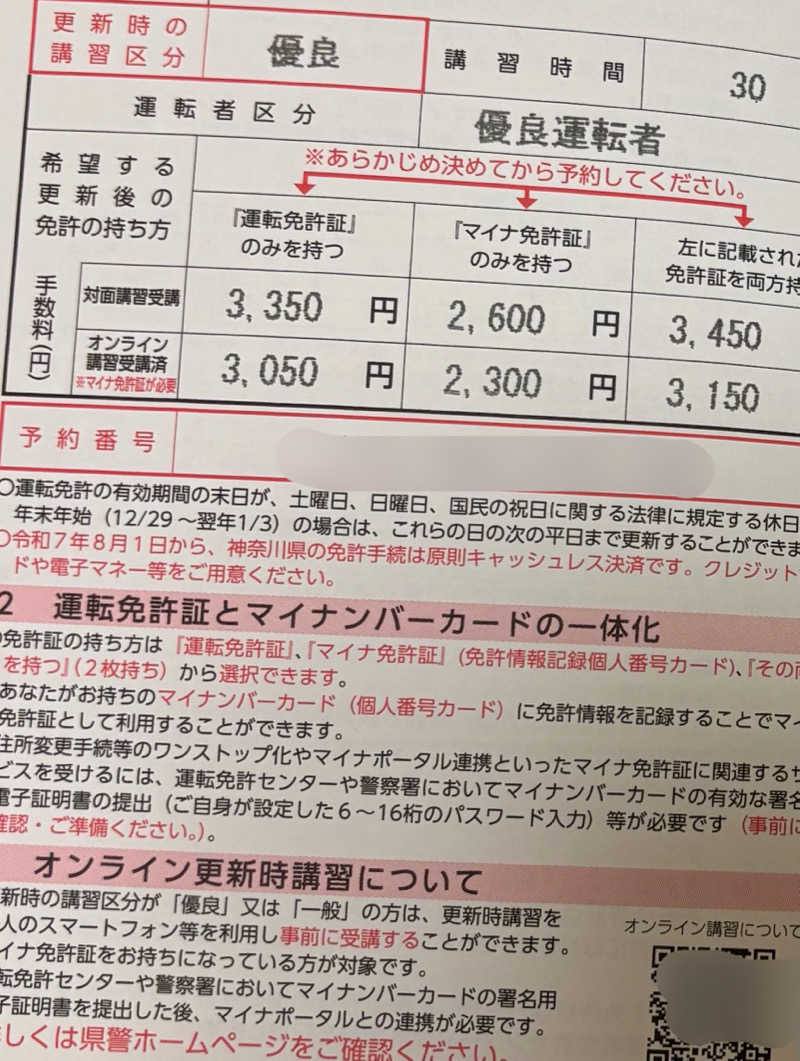 更新時の
講習区分
優良
講習時間
30
運転者区分
優良運転者
希望する
更新後の
免許の持ち方
※あらかじめ決めてから予約してください。
『運転免許証』
のみを持つ
『マイナ免許証』
のみを持つ
左に記載された
免許証を両方持
手数料(円)
対面講習受講
3,350 円
2,600 円
3,450
オンライン
講習受講済
※マイナ免許証が必要
3,050 円
2,300 円
3,150
予約番号
〇運転免許の有効期間の末日が、土曜日、日曜日、国民の祝日に関する法律に規定する休日
年末年始（12/29～翌年1/3）の場合は、これらの日の次の平日まで更新することができま
〇令和7年8月1日から、神奈川県の免許手続は原則キャッシュレス決済です。クレジット
ドや電子マネー等をご用意ください。
2 運転免許証とマイナンバーカードの一体化
の免許証の持ち方は『運転免許証』、『マイナ免許証』(免許情報記録個人番号カード)、『その両
を持つ』(2枚持ち) から選択できます。
あなたがお持ちのマイナンバーカード（個人番号カード）に免許情報を記録することでマイ
免許証として利用することができます。
住所変更手続等のワンストップ化やマイナポータル連携といったマイナ免許証に関連するサ
ビスを受けるには、運転免許センターや警察署においてマイナンバーカードの有効な署名
電子証明書の提出（ご自身が設定した6～16桁のパスワード入力）等が必要です（事前に
確認・ご準備ください。)。
オンライン更新時講習について
新時の講習区分が「優良」又は「一般」の方は、更新時講習を
人のスマートフォン等を利用し事前に受講することができます。
イナ免許証をお持ちになっている方が対象です。
転免許センターや警察署においてマイナンバーカードの署名用
子証明書を提出した後、マイナポータルとの連携が必要です。
しくは県警ホームページをご確認ください。
オンライン講習について